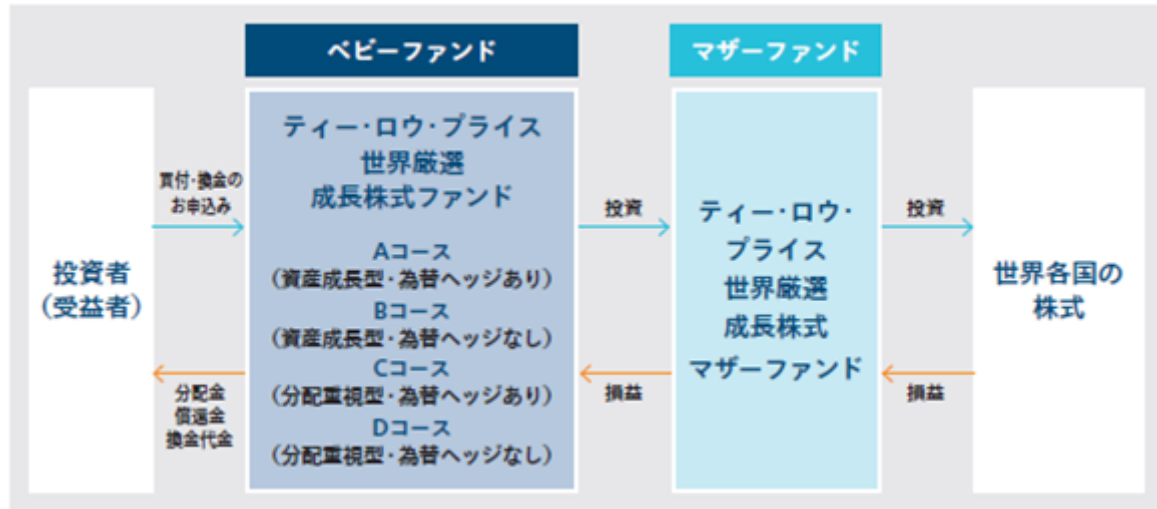 ベビーファンド
マザーファンド
投資者
（受益者）
買付・換金の
お申込み
分配金
償還金
換金代金
ティー・ロウ・プライス
世界厳選
成長株式ファンド
Aコース
（資産成長型・為替ヘッジあり）
Bコース
（資産成長型・為替ヘッジなし）
Cコース
（分配重視型・為替ヘッジあり）
Dコース
（分配重視型・為替ヘッジなし）
投資
損益
ティー・ロウ・
プライス
世界厳選
成長株式
マザーファンド
投資
損益
世界各国の
株式